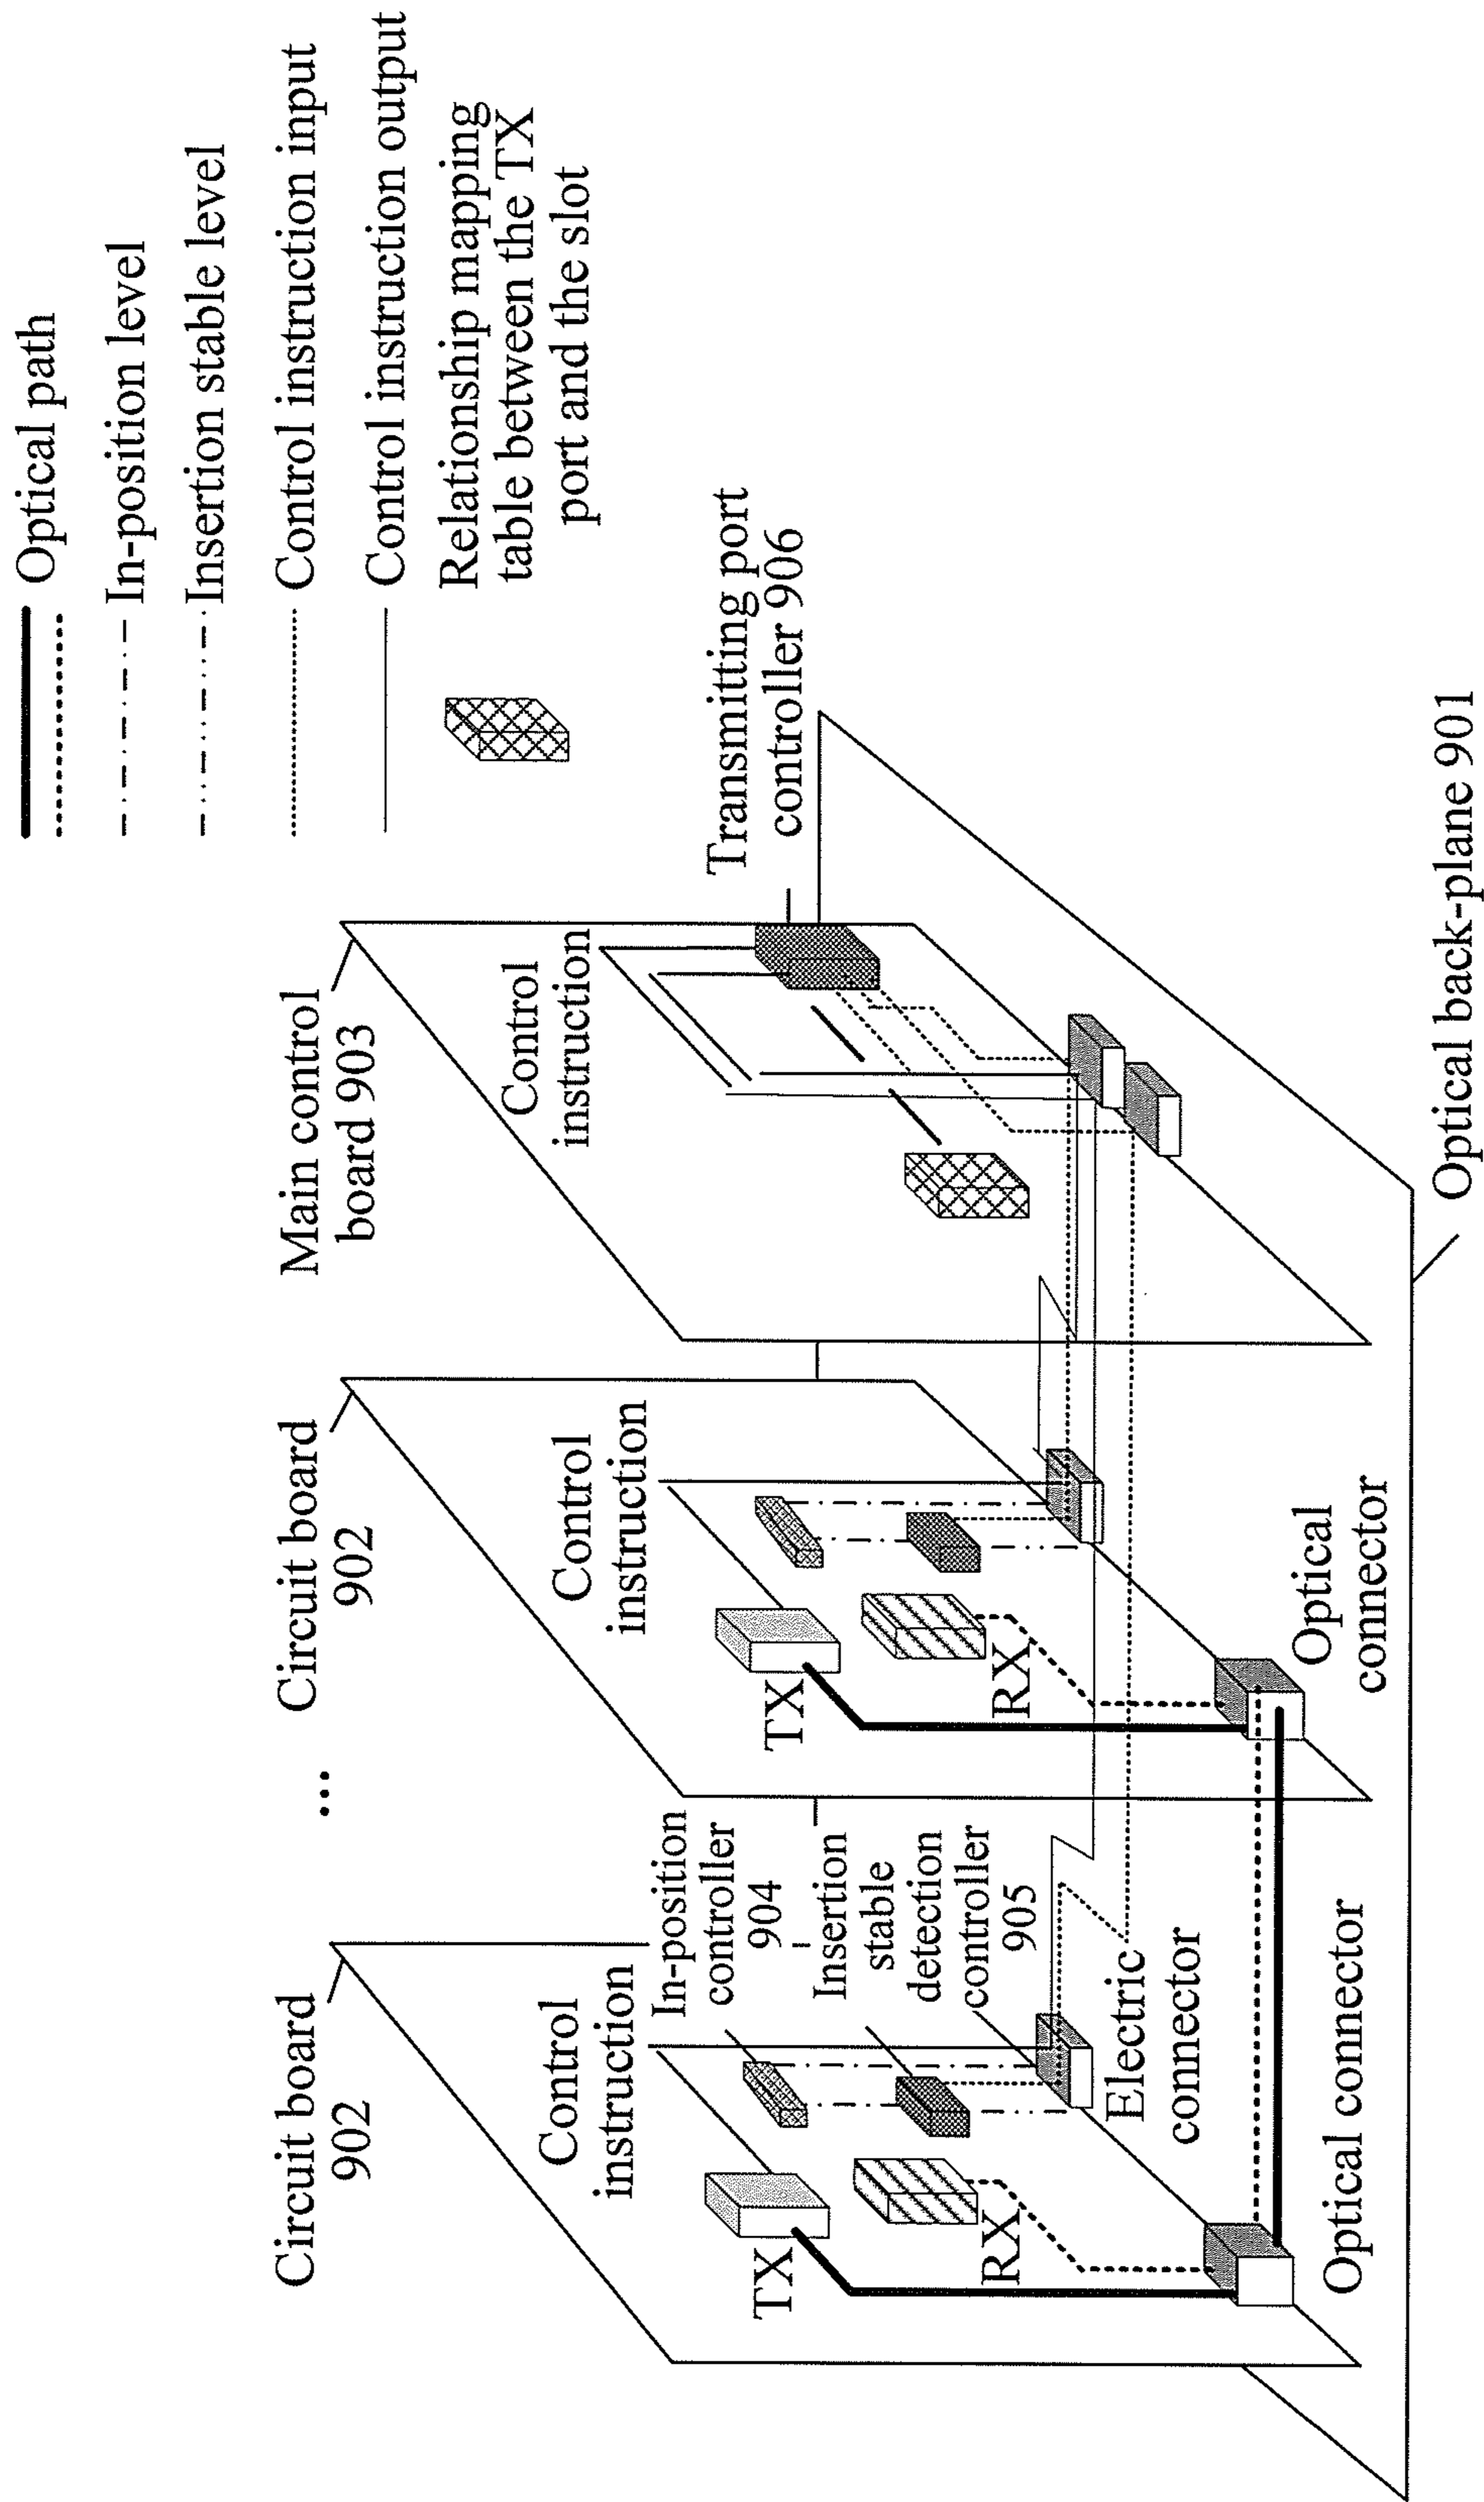 Optical path
In-position level
Insertion stable level
Control instruction input
Control instruction output
Relationship mapping
table between the TX
port and the slot
Circuit board
902
...
Circuit board
902
Main control
board 903
Control
instruction
Control
instruction
Control
instruction
Transmitting port
controller 906
In-position
controller
904
Insertion
stable
detection
controller
905
TX
RX
TX
RX
Electric
connector
Optical connector
Optical
connector
Optical back-plane 901